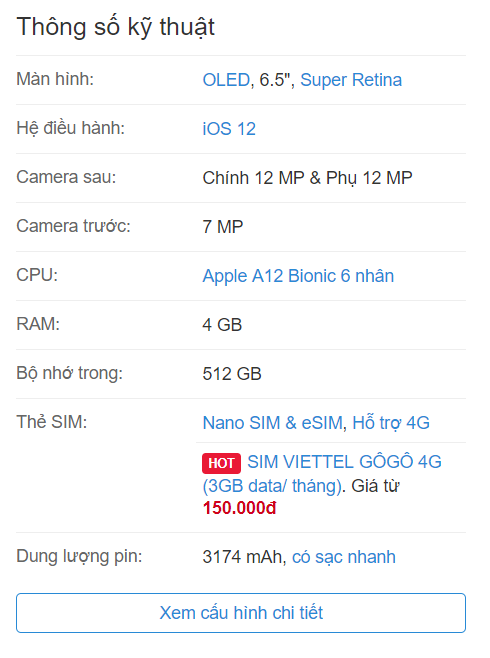 Thông số kỹ thuật
Màn hình: OLED, 6.5", Super Retina
Hệ điều hành: iOS 12
Camera sau: Chính 12 MP & Phụ 12 MP
Camera trước: 7 MP
CPU: Apple A12 Bionic 6 nhân
RAM: 4 GB
Bộ nhớ trong: 512 GB
Thẻ SIM: Nano SIM & eSIM, Hỗ trợ 4G
HOT SIM VIETTEL GÔGÔ 4G
(3GB data/ tháng). Giá từ
150.000đ
Dung lượng pin: 3174 mAh, có sạc nhanh
Xem cấu hình chi tiết